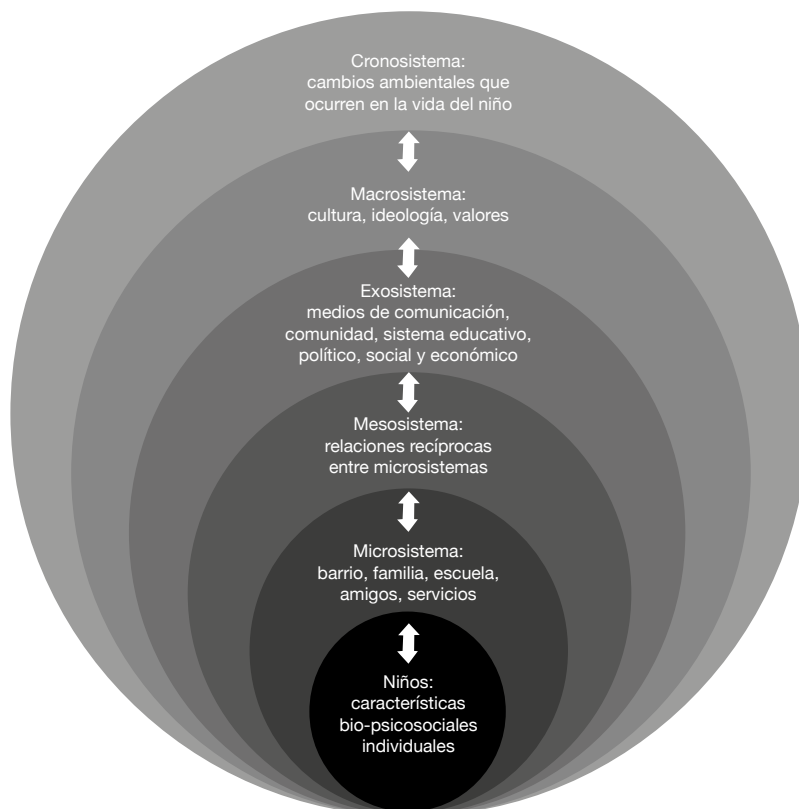 Cronosistema:
cambios ambientales que
ocurren en la vida del niño
Macrosistema:
cultura, ideología, valores
Exosistema:
medios de comunicación,
comunidad, sistema educativo,
político, social y económico
Mesosistema:
relaciones recíprocas
entre microsistemas
Microsistema:
barrio, familia, escuela,
amigos, servicios
Niños:
características
bio-psicosociales
individuales